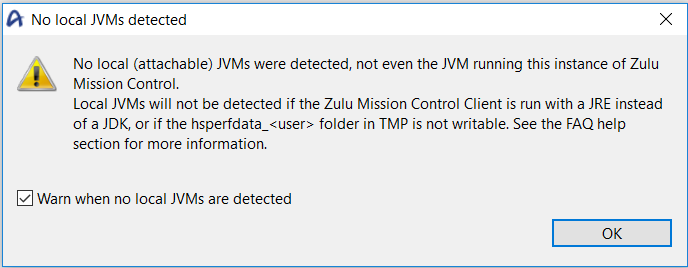 No local JVMs detected
No local (attachable) JVMs were detected, not even the JVM running this instance of Zulu
Mission Control.
Local JVMs will not be detected if the Zulu Mission Control Client is run with a JRE instead
of a JDK, or if the hsperfdata_<user> folder in TMP is not writable. See the FAQ help
section for more information.
Warn when no local JVMs are detected
OK